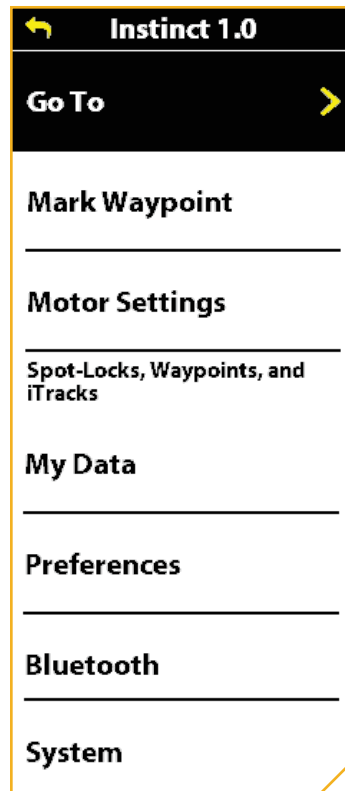 Instinct 1.0
Go To
Mark Waypoint
Motor Settings
Spot-Locks, Waypoints, and
iTracks
My Data
Preferences
Bluetooth
System